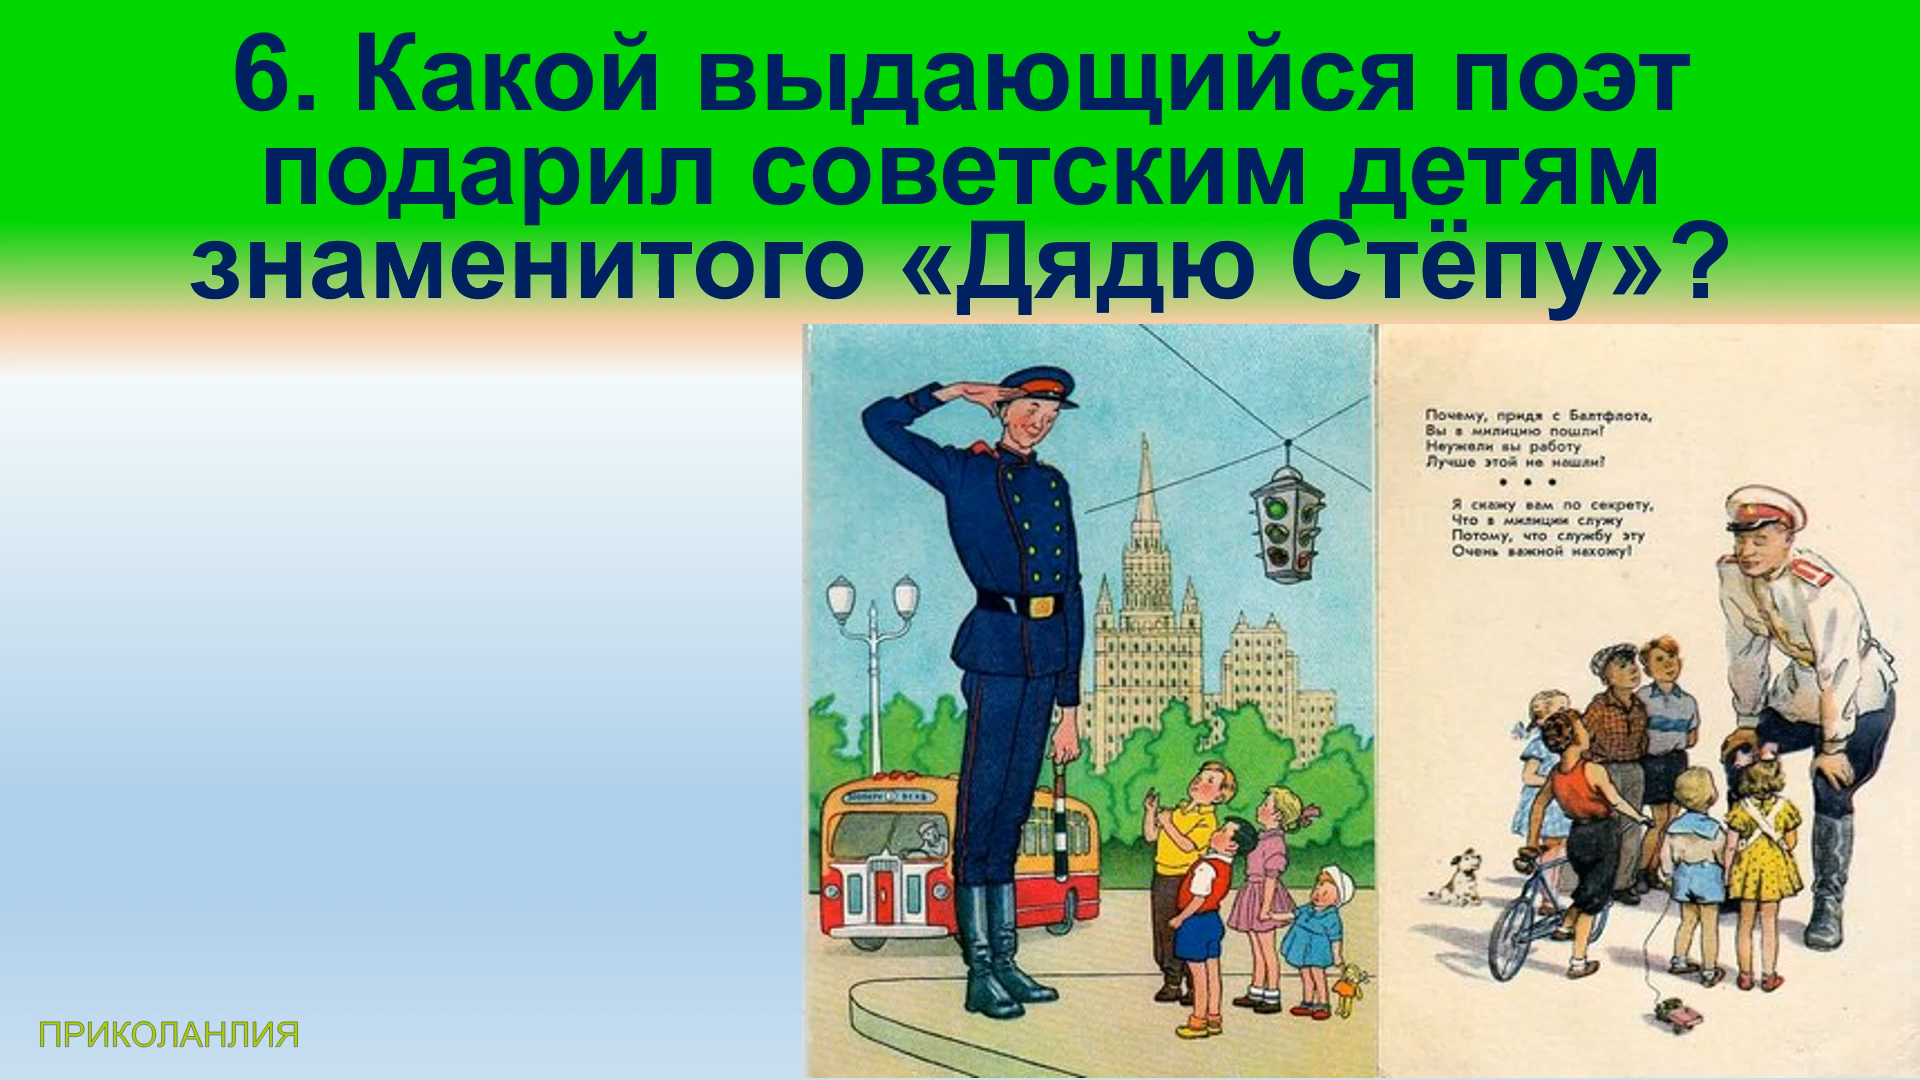 6. Какой выдающийся поэт
подарил советским детям
знаменитого «Дядю Стёпу»?
Почему, придя с Балтфлота,
Вы в милицию пошли?
Неужели вы работу
Лучше этой не нашли?
• • •
Я скажу вам по секрету,
Что в милиции служу
Потому, что службу эту
Очень важной нахожу!
ПРИКОЛАНЛИЯ